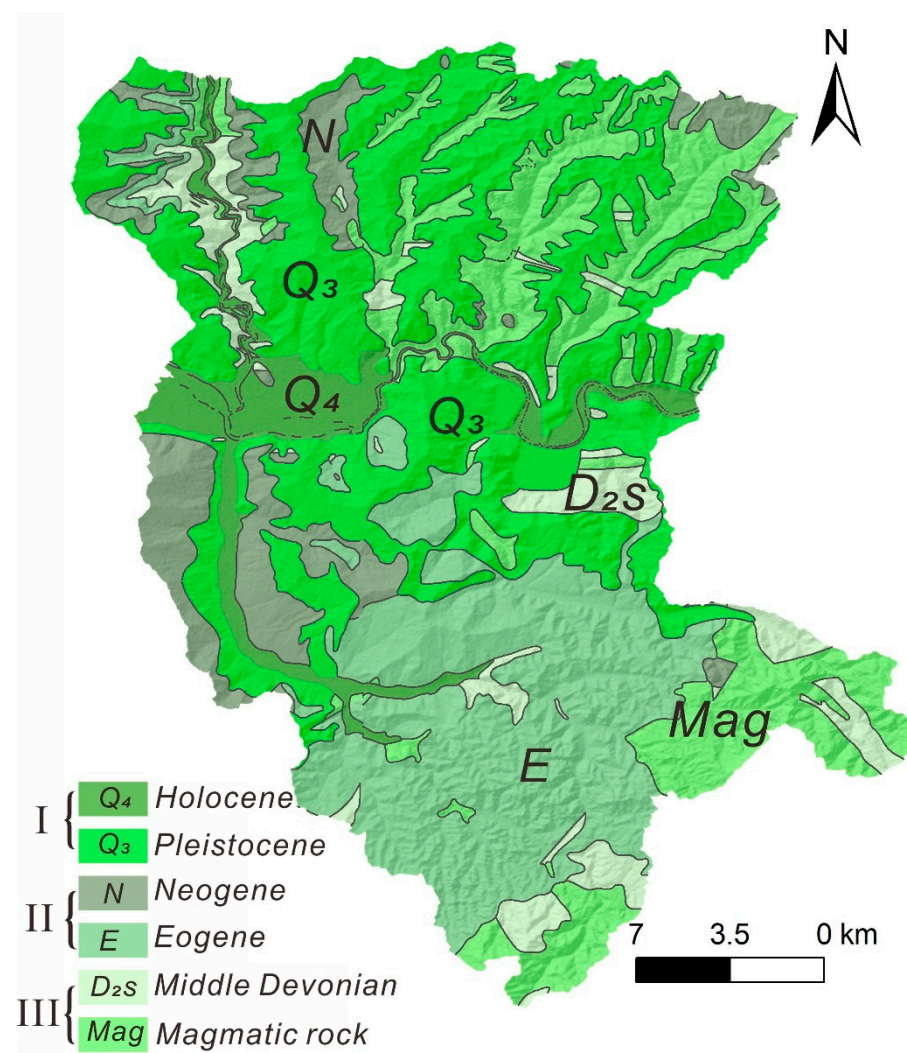 N
N
Q₃
Q₄
Q₃
D₂s
Mag
E
I
Q₄ Holocene
Q₃ Pleistocene
II
N Neogene
E Eogene
III
D₂s Middle Devonian
Mag Magmatic rock
7 3.5 0 km